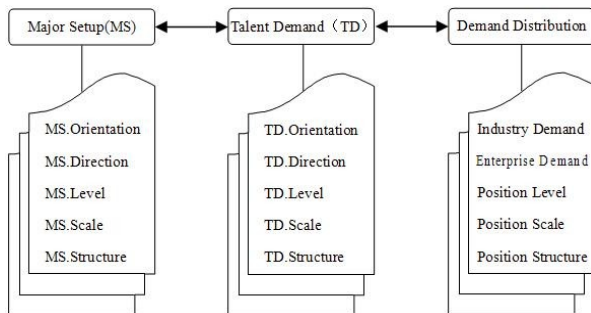 Major Setup(MS)
Talent Demand（TD）
Demand Distribution
MS.Orientation
MS.Direction
MS.Level
MS.Scale
MS.Structure
TD.Orientation
TD.Direction
TD.Level
TD.Scale
TD.Structure
Industry Demand
Enterprise Demand
Position Level
Position Scale
Position Structure